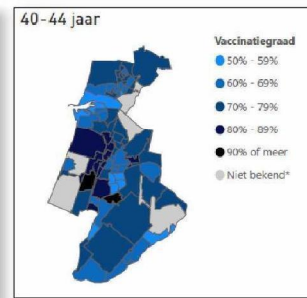 40-44 jaar
Vaccinatiegraad
50% - 59%
60% - 69%
70% - 79%
80% - 89%
90% of meer
Niet bekend*